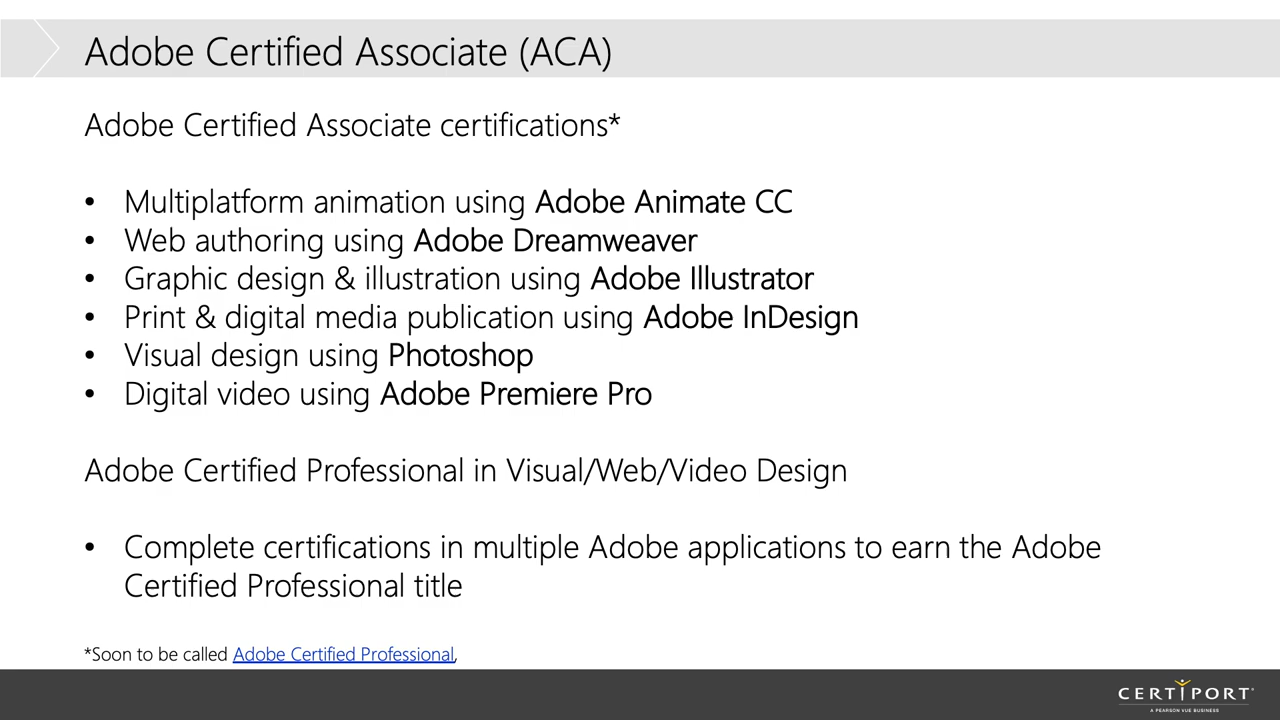 Adobe Certified Associate (ACA)
Adobe Certified Associate certifications*
• Multiplatform animation using Adobe Animate CC
• Web authoring using Adobe Dreamweaver
• Graphic design & illustration using Adobe Illustrator
• Print & digital media publication using Adobe InDesign
• Visual design using Photoshop
• Digital video using Adobe Premiere Pro
Adobe Certified Professional in Visual/Web/Video Design
• Complete certifications in multiple Adobe applications to earn the Adobe
Certified Professional title
*Soon to be called Adobe Certified Professional,
CERTIPORT
A PEARSON VUE BUSINESS